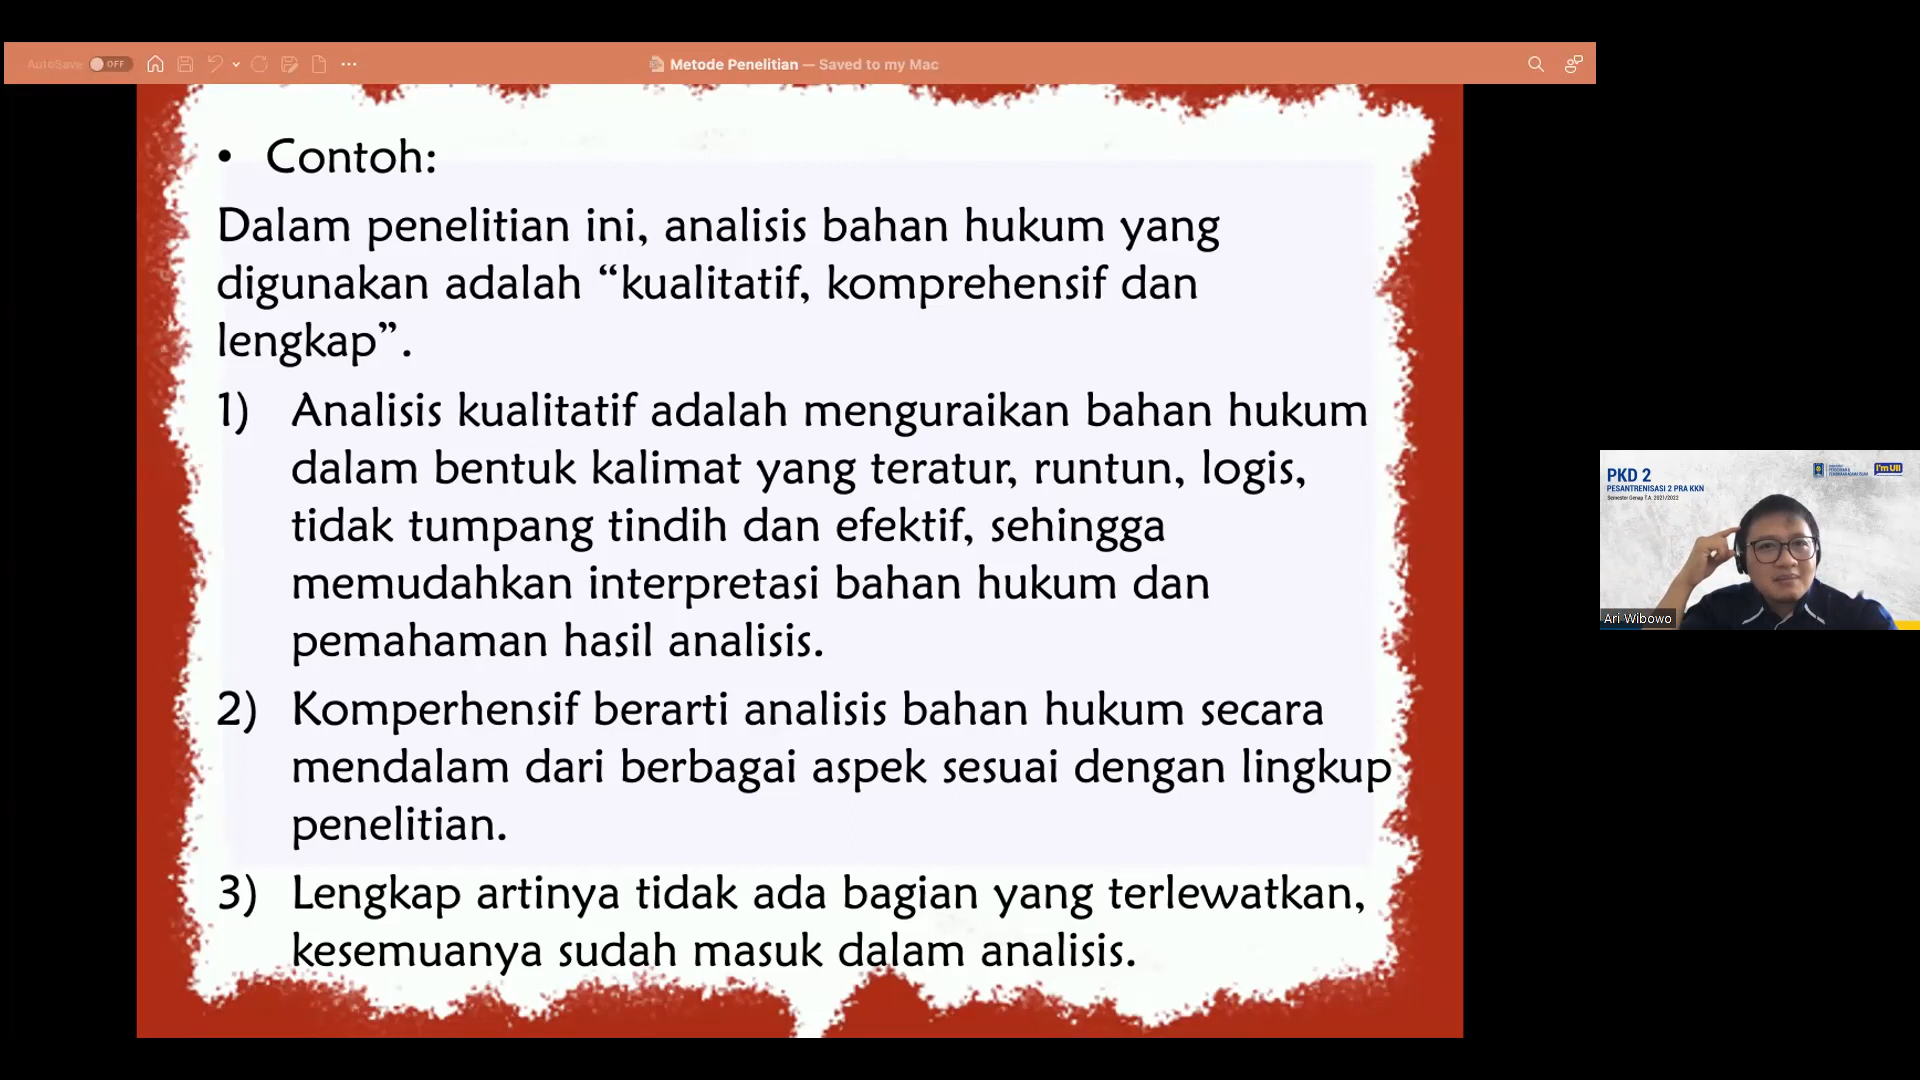 AutoSave OFF
Metode Penelitian — Saved to my Mac
• Contoh:
Dalam penelitian ini, analisis bahan hukum yang
digunakan adalah “kualitatif, komprehensif dan
lengkap”.
1) Analisis kualitatif adalah menguraikan bahan hukum
dalam bentuk kalimat yang teratur, runtun, logis,
tidak tumpang tindih dan efektif, sehingga
memudahkan interpretasi bahan hukum dan
pemahaman hasil analisis.
2) Komperhensif berarti analisis bahan hukum secara
mendalam dari berbagai aspek sesuai dengan lingkup
penelitian.
3) Lengkap artinya tidak ada bagian yang terlewatkan,
kesemuanya sudah masuk dalam analisis.
PKD 2
PESANTRENISASI 2 PRA KKN
Semester Genap T.A. 2021/2022
I'm UII
Ari Wibowo